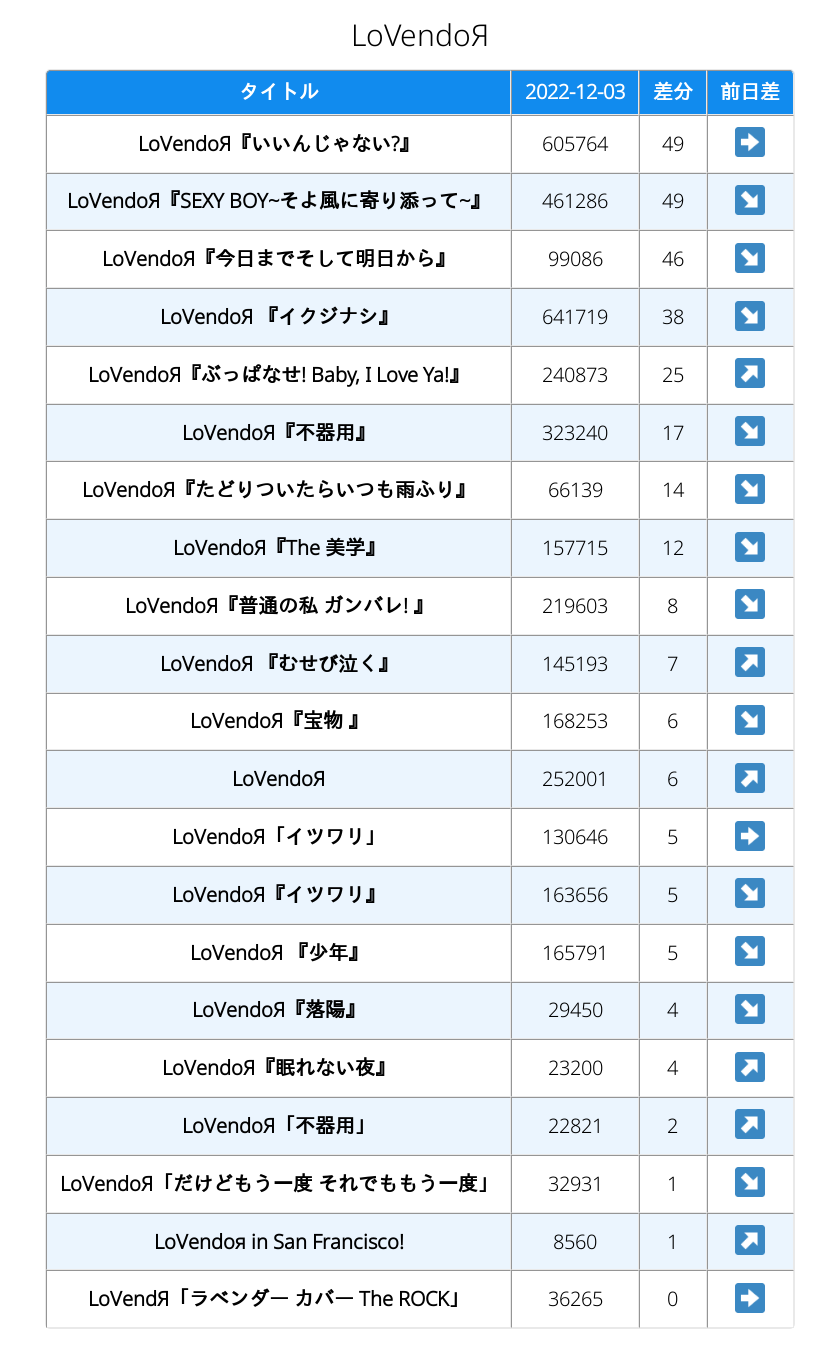 LoVendoЯ
タイトル 2022-12-03 差分 前日差
LoVendoЯ『いいんじゃない?』 605764 49 ➡
LoVendoЯ『SEXY BOY~そよ風に寄り添って~』 461286 49 ↘
LoVendoЯ『今日までそして明日から』 99086 46 ↘
LoVendoЯ 『イクジナシ』 641719 38 ↘
LoVendoЯ『ぶっぱなせ! Baby, I Love Ya!』 240873 25 ↗
LoVendoЯ『不器用』 323240 17 ↘
LoVendoЯ『たどりついたらいつも雨ふり』 66139 14 ↘
LoVendoЯ『The 美学』 157715 12 ↘
LoVendoЯ『普通の私 ガンバレ! 』 219603 8 ↘
LoVendoЯ 『むせび泣く』 145193 7 ↗
LoVendoЯ『宝物 』 168253 6 ↘
LoVendoЯ 252001 6 ↗
LoVendoЯ「イツワリ」 130646 5 ➡
LoVendoЯ『イツワリ』 163656 5 ↘
LoVendoЯ 『少年』 165791 5 ↘
LoVendoЯ『落陽』 29450 4 ↘
LoVendoЯ『眠れない夜』 23200 4 ↗
LoVendoЯ「不器用」 22821 2 ↗
LoVendoЯ「だけどもう一度 それでももう一度」 32931 1 ↘
LoVendoя in San Francisco! 8560 1 ↗
LoVendЯ「ラベンダー カバー The ROCK」 36265 0 ➡